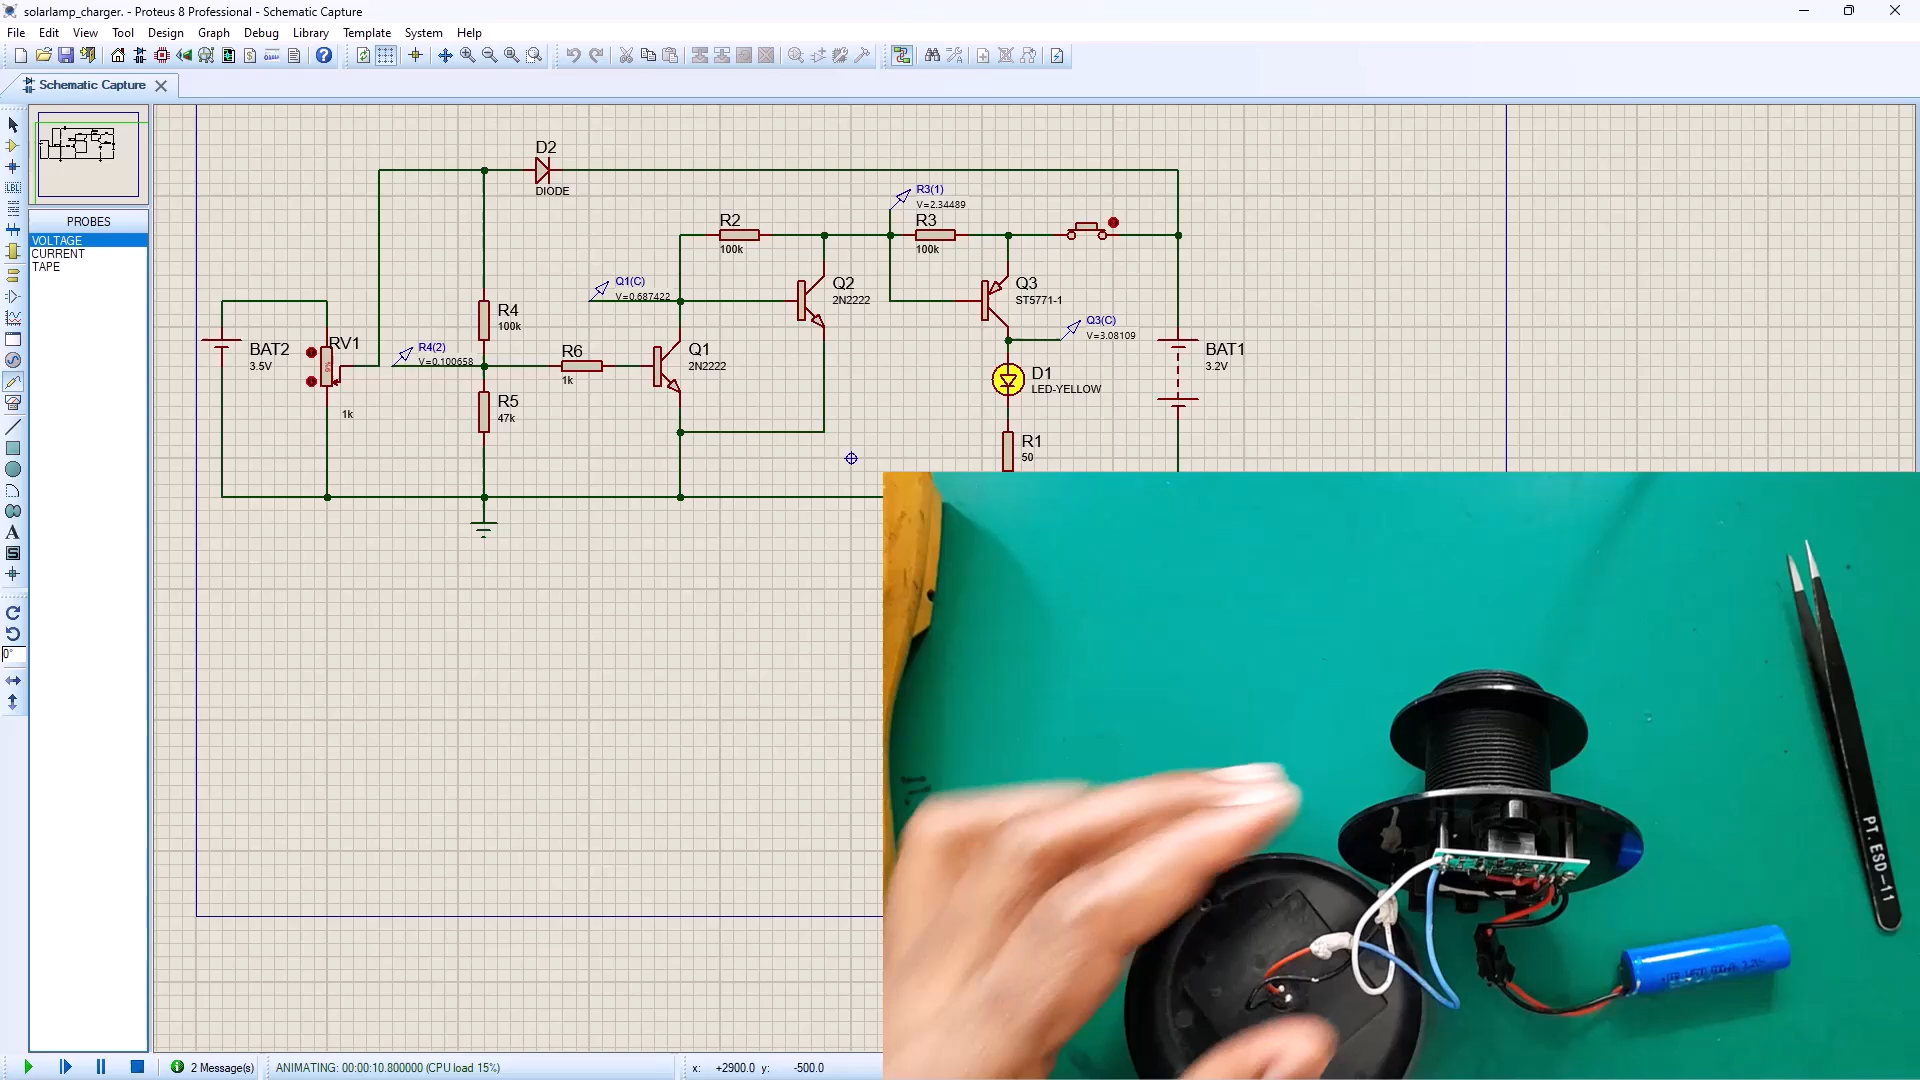 solarlamp_charger. - Proteus 8 Professional - Schematic Capture
File Edit View Tool Design Graph Debug Library Template System Help
Schematic Capture
PROBES
VOLTAGE
CURRENT
TAPE
D2
DIODE
R3(1)
V=2.34489
R2
100k
R3
100k
Q1(C)
V=0.687422
Q2
2N2222
Q3
ST5771-1
R4
100k
Q3(C)
V=3.08109
BAT2
3.5V
RV1
1k
R4(2)
V=0.100658
R6
1k
Q1
2N2222
BAT1
3.2V
D1
LED-YELLOW
R5
47k
R1
50
PT.ESD-11
0°
2 Message(s)
ANIMATING: 00:00:10.800000 (CPU load 15%)
x: +2900.0 y: -500.0